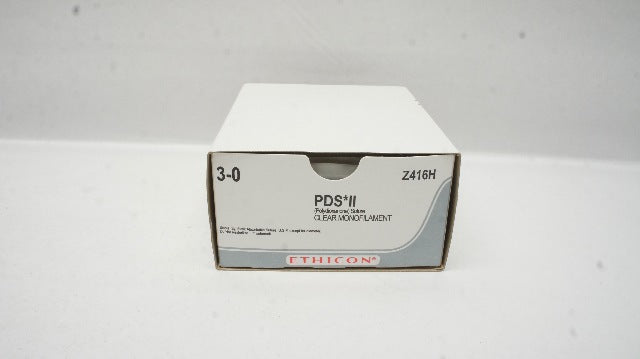 3-0
Z416H
PDS*II
(Polydioxanone) Suture
CLEAR MONOFILAMENT
ETHICON*